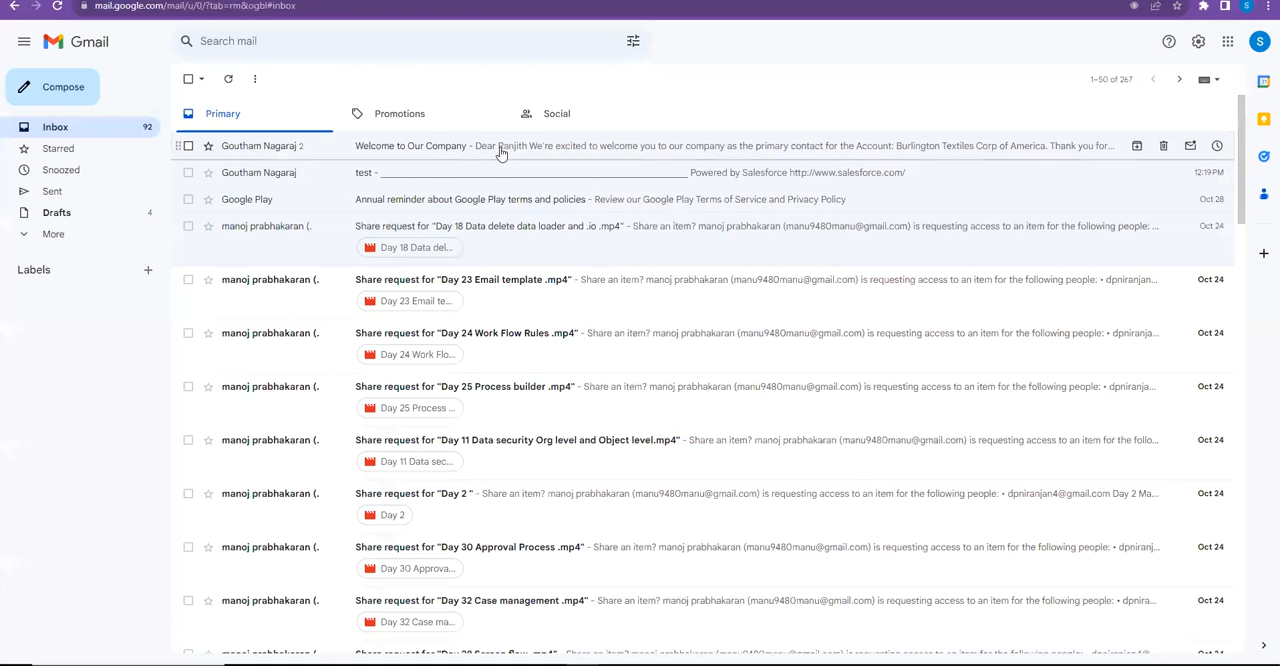 mail.google.com/mail/u/0/?tab=rm&ogbl#inbox
S
Gmail
Search mail
S
Compose
1–50 of 267
Inbox 92
Starred
Snoozed
Sent
Drafts 4
More
Labels
Primary
Promotions
Social
Goutham Nagaraj 2 Welcome to Our Company - Dear Ranjith We're excited to welcome you to our company as the primary contact for the Account: Burlington Textiles Corp of America. Thank you for...
Goutham Nagaraj test - ________________________________________ Powered by Salesforce http://www.salesforce.com/ 12:19 PM
Google Play Annual reminder about Google Play terms and policies - Review our Google Play Terms of Service and Privacy Policy Oct 28
manoj prabhakaran (. Share request for "Day 18 Data delete data loader and .io .mp4" - Share an item? manoj prabhakaran (manu9480manu@gmail.com) is requesting access to an item for the following people: ... Oct 24
Day 18 Data del...
manoj prabhakaran (. Share request for "Day 23 Email template .mp4" - Share an item? manoj prabhakaran (manu9480manu@gmail.com) is requesting access to an item for the following people: • dpniranjan... Oct 24
Day 23 Email te...
manoj prabhakaran (. Share request for "Day 24 Work Flow Rules .mp4" - Share an item? manoj prabhakaran (manu9480manu@gmail.com) is requesting access to an item for the following people: • dpniranja... Oct 24
Day 24 Work Flo...
manoj prabhakaran (. Share request for "Day 25 Process builder .mp4" - Share an item? manoj prabhakaran (manu9480manu@gmail.com) is requesting access to an item for the following people: • dpniranjan... Oct 24
Day 25 Process ...
manoj prabhakaran (. Share request for "Day 11 Data security Org level and Object level.mp4" - Share an item? manoj prabhakaran (manu9480manu@gmail.com) is requesting access to an item for the follo... Oct 24
Day 11 Data sec...
manoj prabhakaran (. Share request for "Day 2 " - Share an item? manoj prabhakaran (manu9480manu@gmail.com) is requesting access to an item for the following people: • dpniranjan4@gmail.com Day 2 Ma... Oct 24
Day 2
manoj prabhakaran (. Share request for "Day 30 Approval Process .mp4" - Share an item? manoj prabhakaran (manu9480manu@gmail.com) is requesting access to an item for the following people: • dpniranj... Oct 24
Day 30 Approva...
manoj prabhakaran (. Share request for "Day 32 Case management .mp4" - Share an item? manoj prabhakaran (manu9480manu@gmail.com) is requesting access to an item for the following people: • dpnira... Oct 24
Day 32 Case ma...